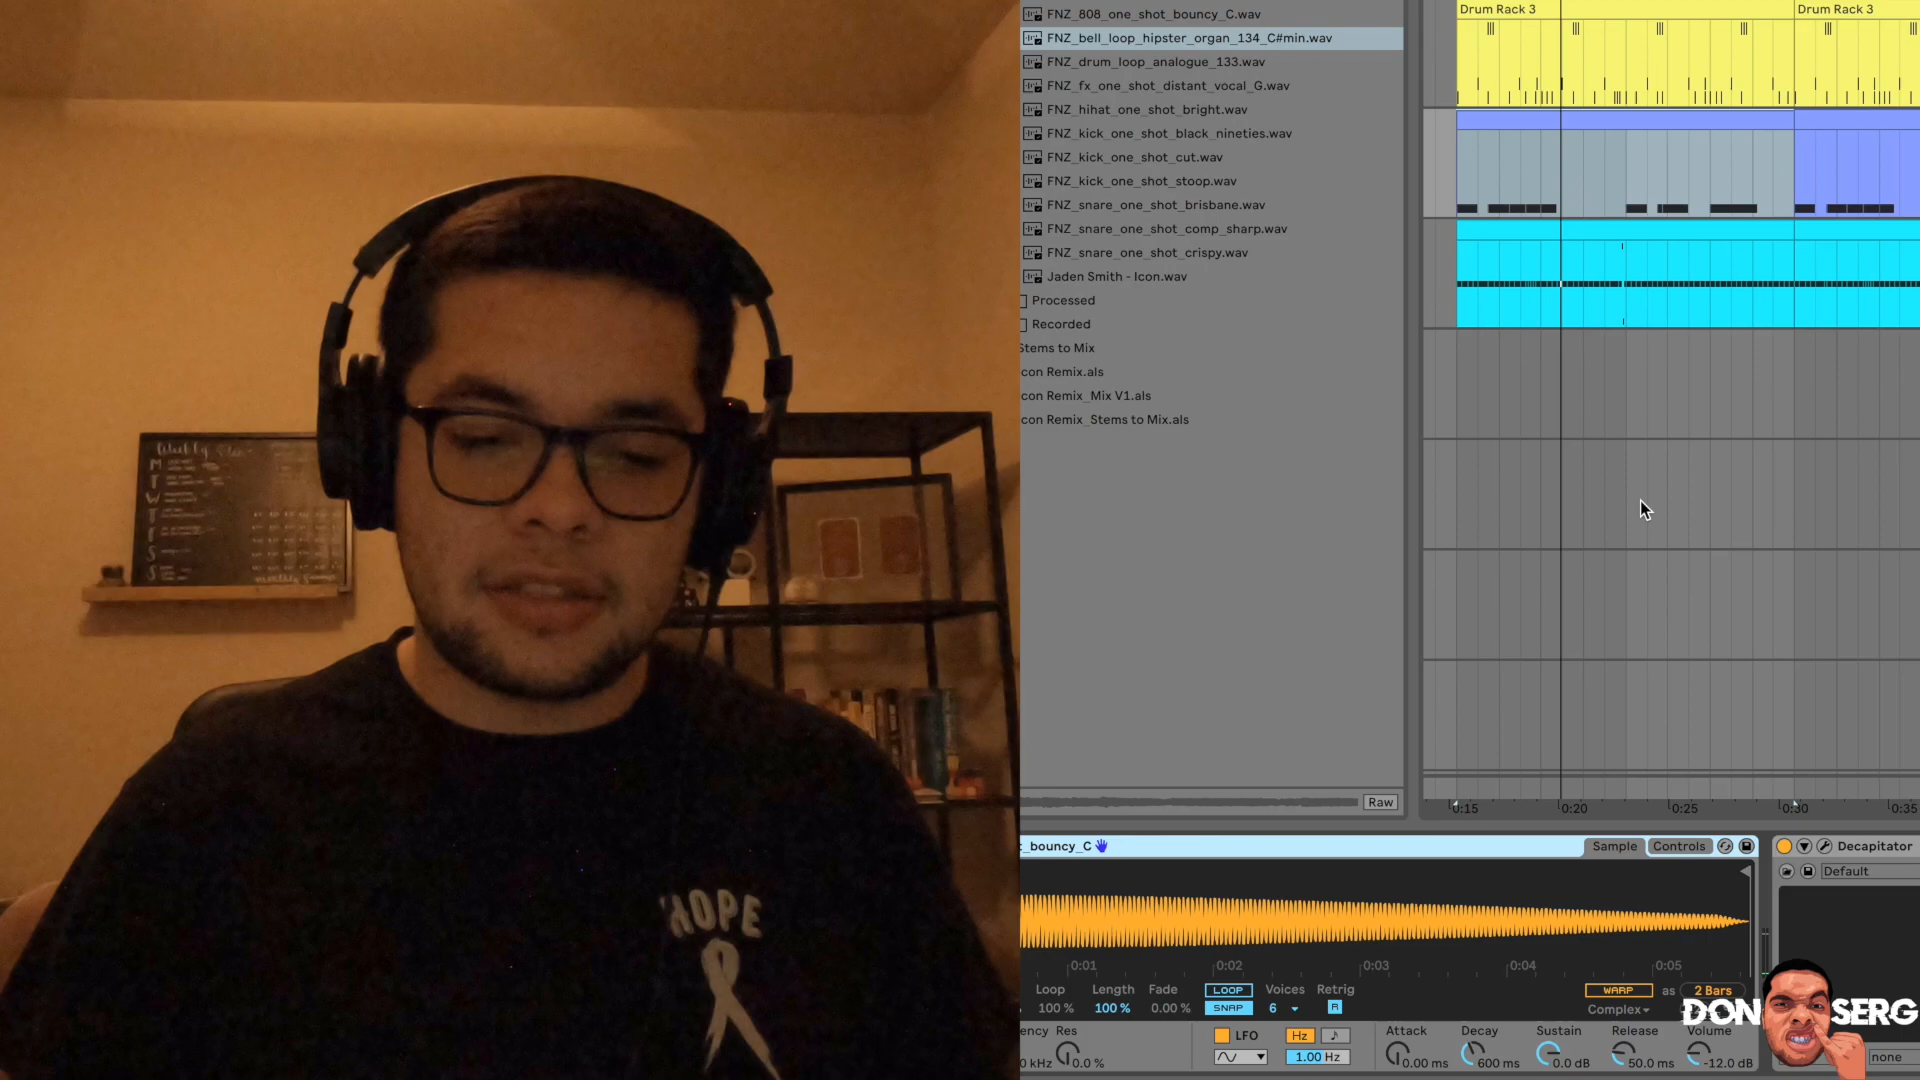 FNZ_808_one_shot_bouncy_C.wav
FNZ_bell_loop_hipster_organ_134_C#min.wav
FNZ_drum_loop_analogue_133.wav
FNZ_fx_one_shot_distant_vocal_G.wav
FNZ_hihat_one_shot_bright.wav
FNZ_kick_one_shot_black_nineties.wav
FNZ_kick_one_shot_cut.wav
FNZ_kick_one_shot_stoop.wav
FNZ_snare_one_shot_brisbane.wav
FNZ_snare_one_shot_comp_sharp.wav
FNZ_snare_one_shot_crispy.wav
Jaden Smith - Icon.wav
Processed
Recorded
Stems to Mix
con Remix.als
con Remix_Mix V1.als
con Remix_Stems to Mix.als
Raw
Drum Rack 3 Drum Rack 3
0:15 0:20 0:25 0:30 0:35
t_bouncy_C Sample Controls
Decapitator
Default
0:01 0:02 0:03 0:04 0:05
Loop Length Fade LOOP Voices Retrig WARP as 2 Bars
100 % 100 % 0.00 % SNAP 6 R Complex
ency Res LFO Hz Attack Decay Sustain Release Volume
0 kHz 0.0 % 1.00 Hz 0.00 ms 600 ms 0.0 dB 50.0 ms -12.0 dB
none
DON SERG
Weekly
M
T
W
T
F
S
S
HOPE